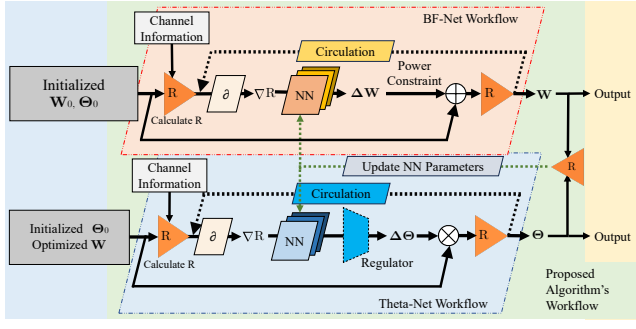 Channel
Information
BF-Net Workflow
Circulation
Initialized
W₀, Θ₀
R
Calculate R
∂
∇R
NN
ΔW
Power
Constraint
R
W
Output
Update NN Parameters
R
Channel
Information
Circulation
Initialized Θ₀
Optimized W
R
Calculate R
∂
∇R
NN
Regulator
ΔΘ
R
Θ
Output
Theta-Net Workflow
Proposed
Algorithm's
Workflow